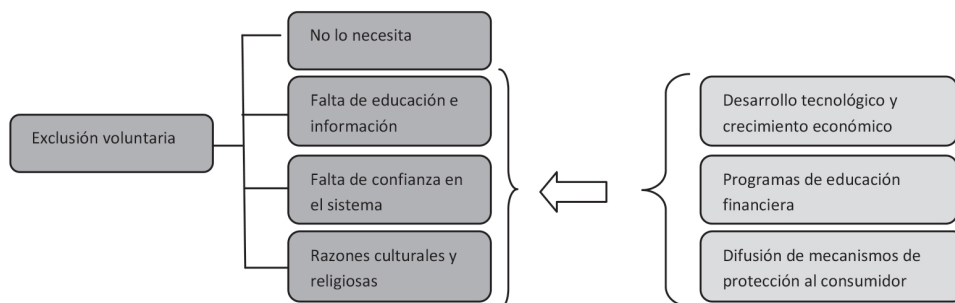 Exclusión voluntaria
No lo necesita
Falta de educación e
información
Falta de confianza en
el sistema
Razones culturales y
religiosas
Desarrollo tecnológico y
crecimiento económico
Programas de educación
financiera
Difusión de mecanismos de
protección al consumidor